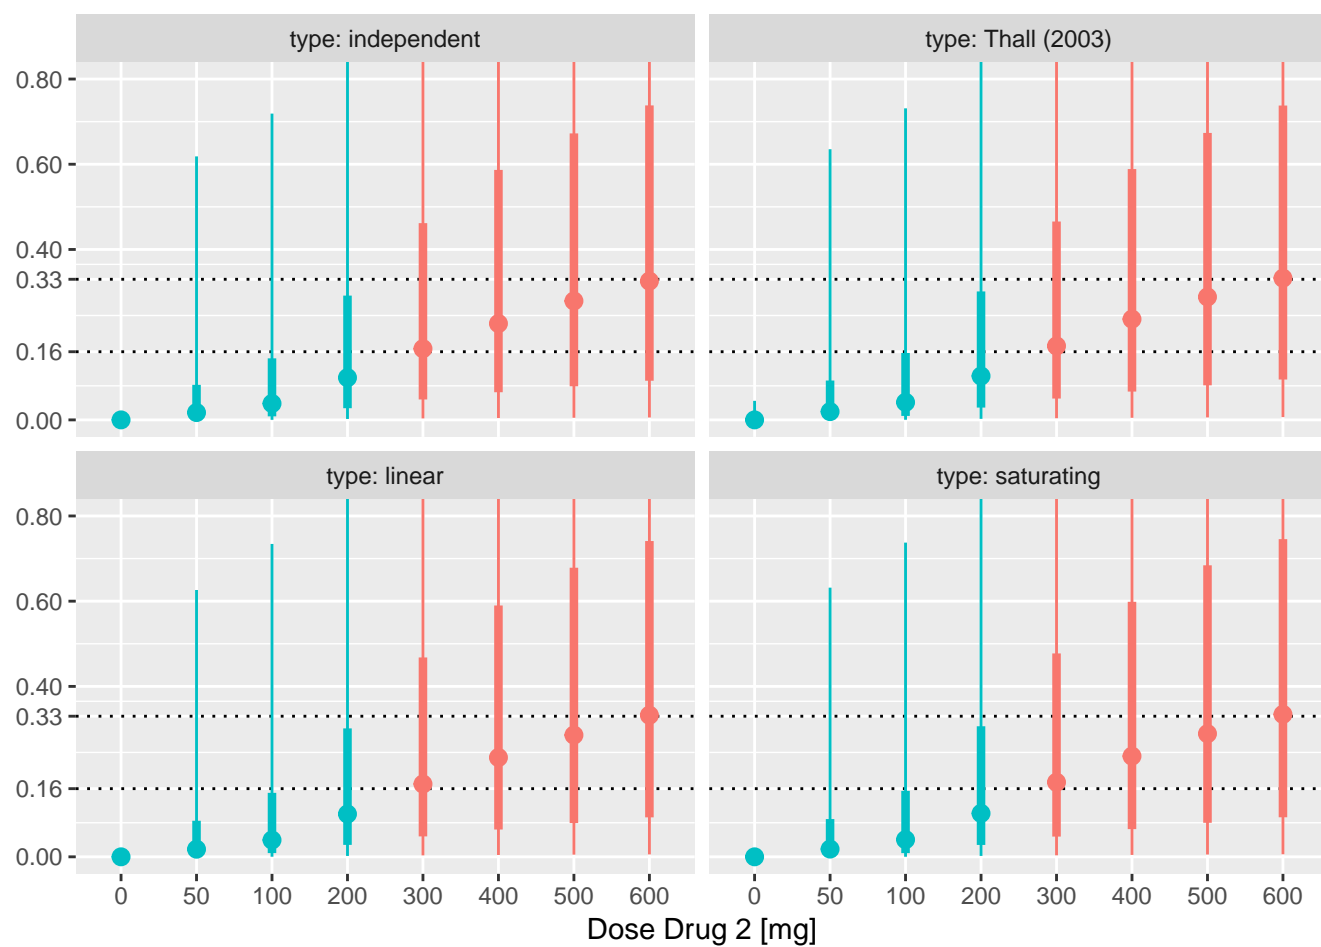 type: independent
type: Thall (2003)
0.80
0.60
0.40
0.33
0.16
0.00
type: linear
type: saturating
0.80
0.60
0.40
0.33
0.16
0.00
0 50 100 200 300 400 500 600
0 50 100 200 300 400 500 600
Dose Drug 2 [mg]